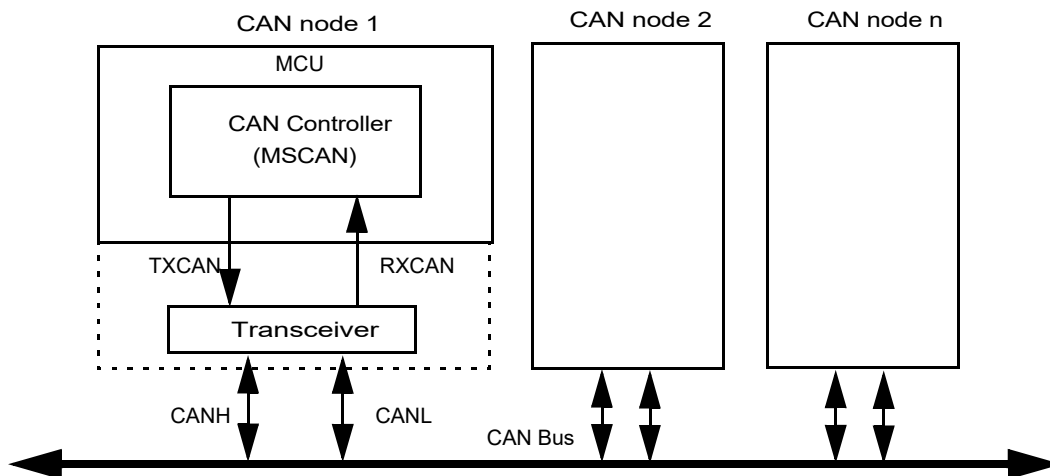 CAN node 1
CAN node 2
CAN node n
MCU
CAN Controller
(MSCAN)
TXCAN
RXCAN
Transceiver
CANH
CANL
CAN Bus